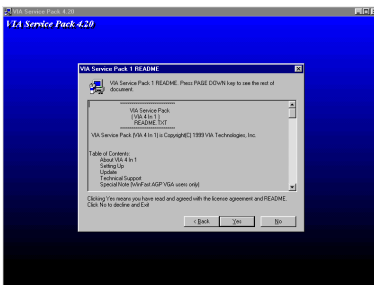 VIA Service Pack 4.20
VIA Service Pack 4.20
VIA Service Pack 1 README
VIA Service Pack 1 README. Press PAGE DOWN key to see the rest of
document.
VIA Service Pack
( VIA 4 In 1 )
README.TXT
VIA Service Pack (VIA 4 In 1) is Copyright(C) 1999 VIA Technologies, Inc.
Table of Contents:
About VIA 4 In 1
Setting Up
Update
Technical Support
Special Note (WinFast AGP VGA users only)
Clicking Yes means you have read and agreed with the license agreement and README.
Click No to decline and Exit
< Back
Yes
No